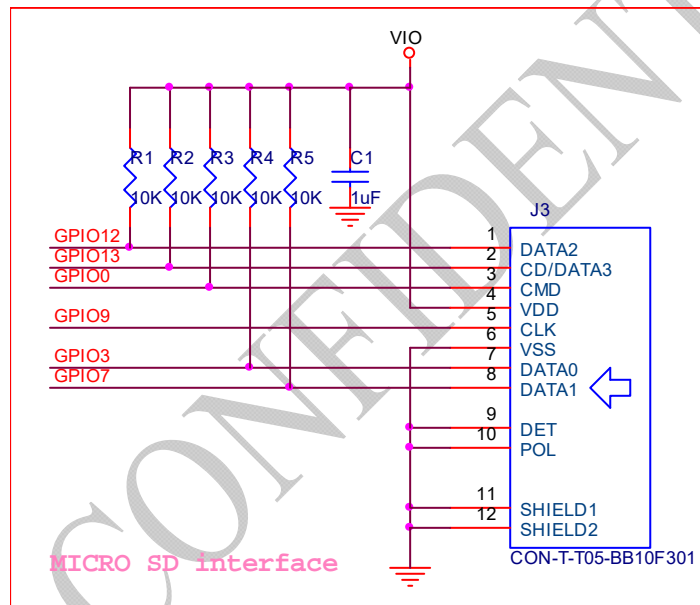 VIO
R1 R2 R3 R4 R5 C1
10K 10K 10K 10K 10K 1uF
J3
GPIO12 1 DATA2
GPIO13 2 CD/DATA3
GPIO0 3 CMD
4 VDD
GPIO9 5 CLK
6 VSS
GPIO3 7 DATA0
GPIO7 8 DATA1
9 DET
10 POL
11 SHIELD1
12 SHIELD2
MICRO SD interface
CON-T-T05-BB10F301
CONFIDENT